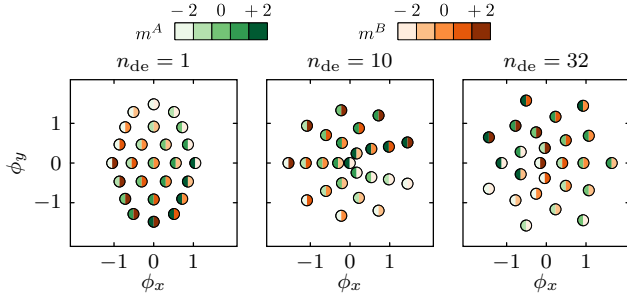 −2 0 +2 −2 0 +2
m^A m^B
n_de = 1 n_de = 10 n_de = 32
1
0
−1
ϕ_y
−1 0 1 −1 0 1 −1 0 1
ϕ_x ϕ_x ϕ_x